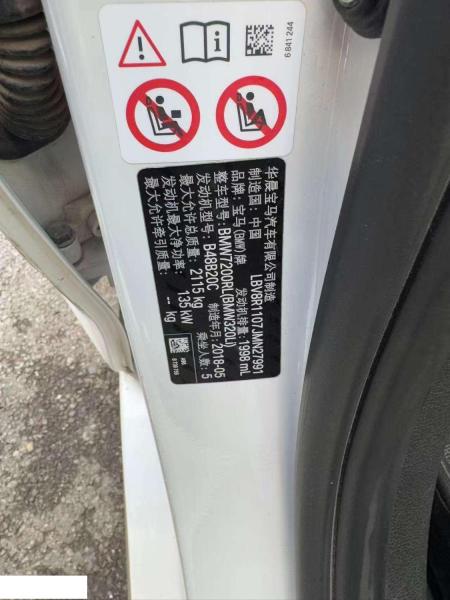 6 841 244
华晨宝马汽车有限公司制造
制造国：中国 LBV8R1107JMN27991
品牌：宝马(BMW)牌 发动机排量：1998 mL
整车型号：BMW7200RL(BMW320Li)
发动机型号：B48B20C 制造年月：2018-05
最大允许总质量：2115 kg 乘坐人数：5
发动机最大净功率：135 kW
最大允许牵引质量：-- kg